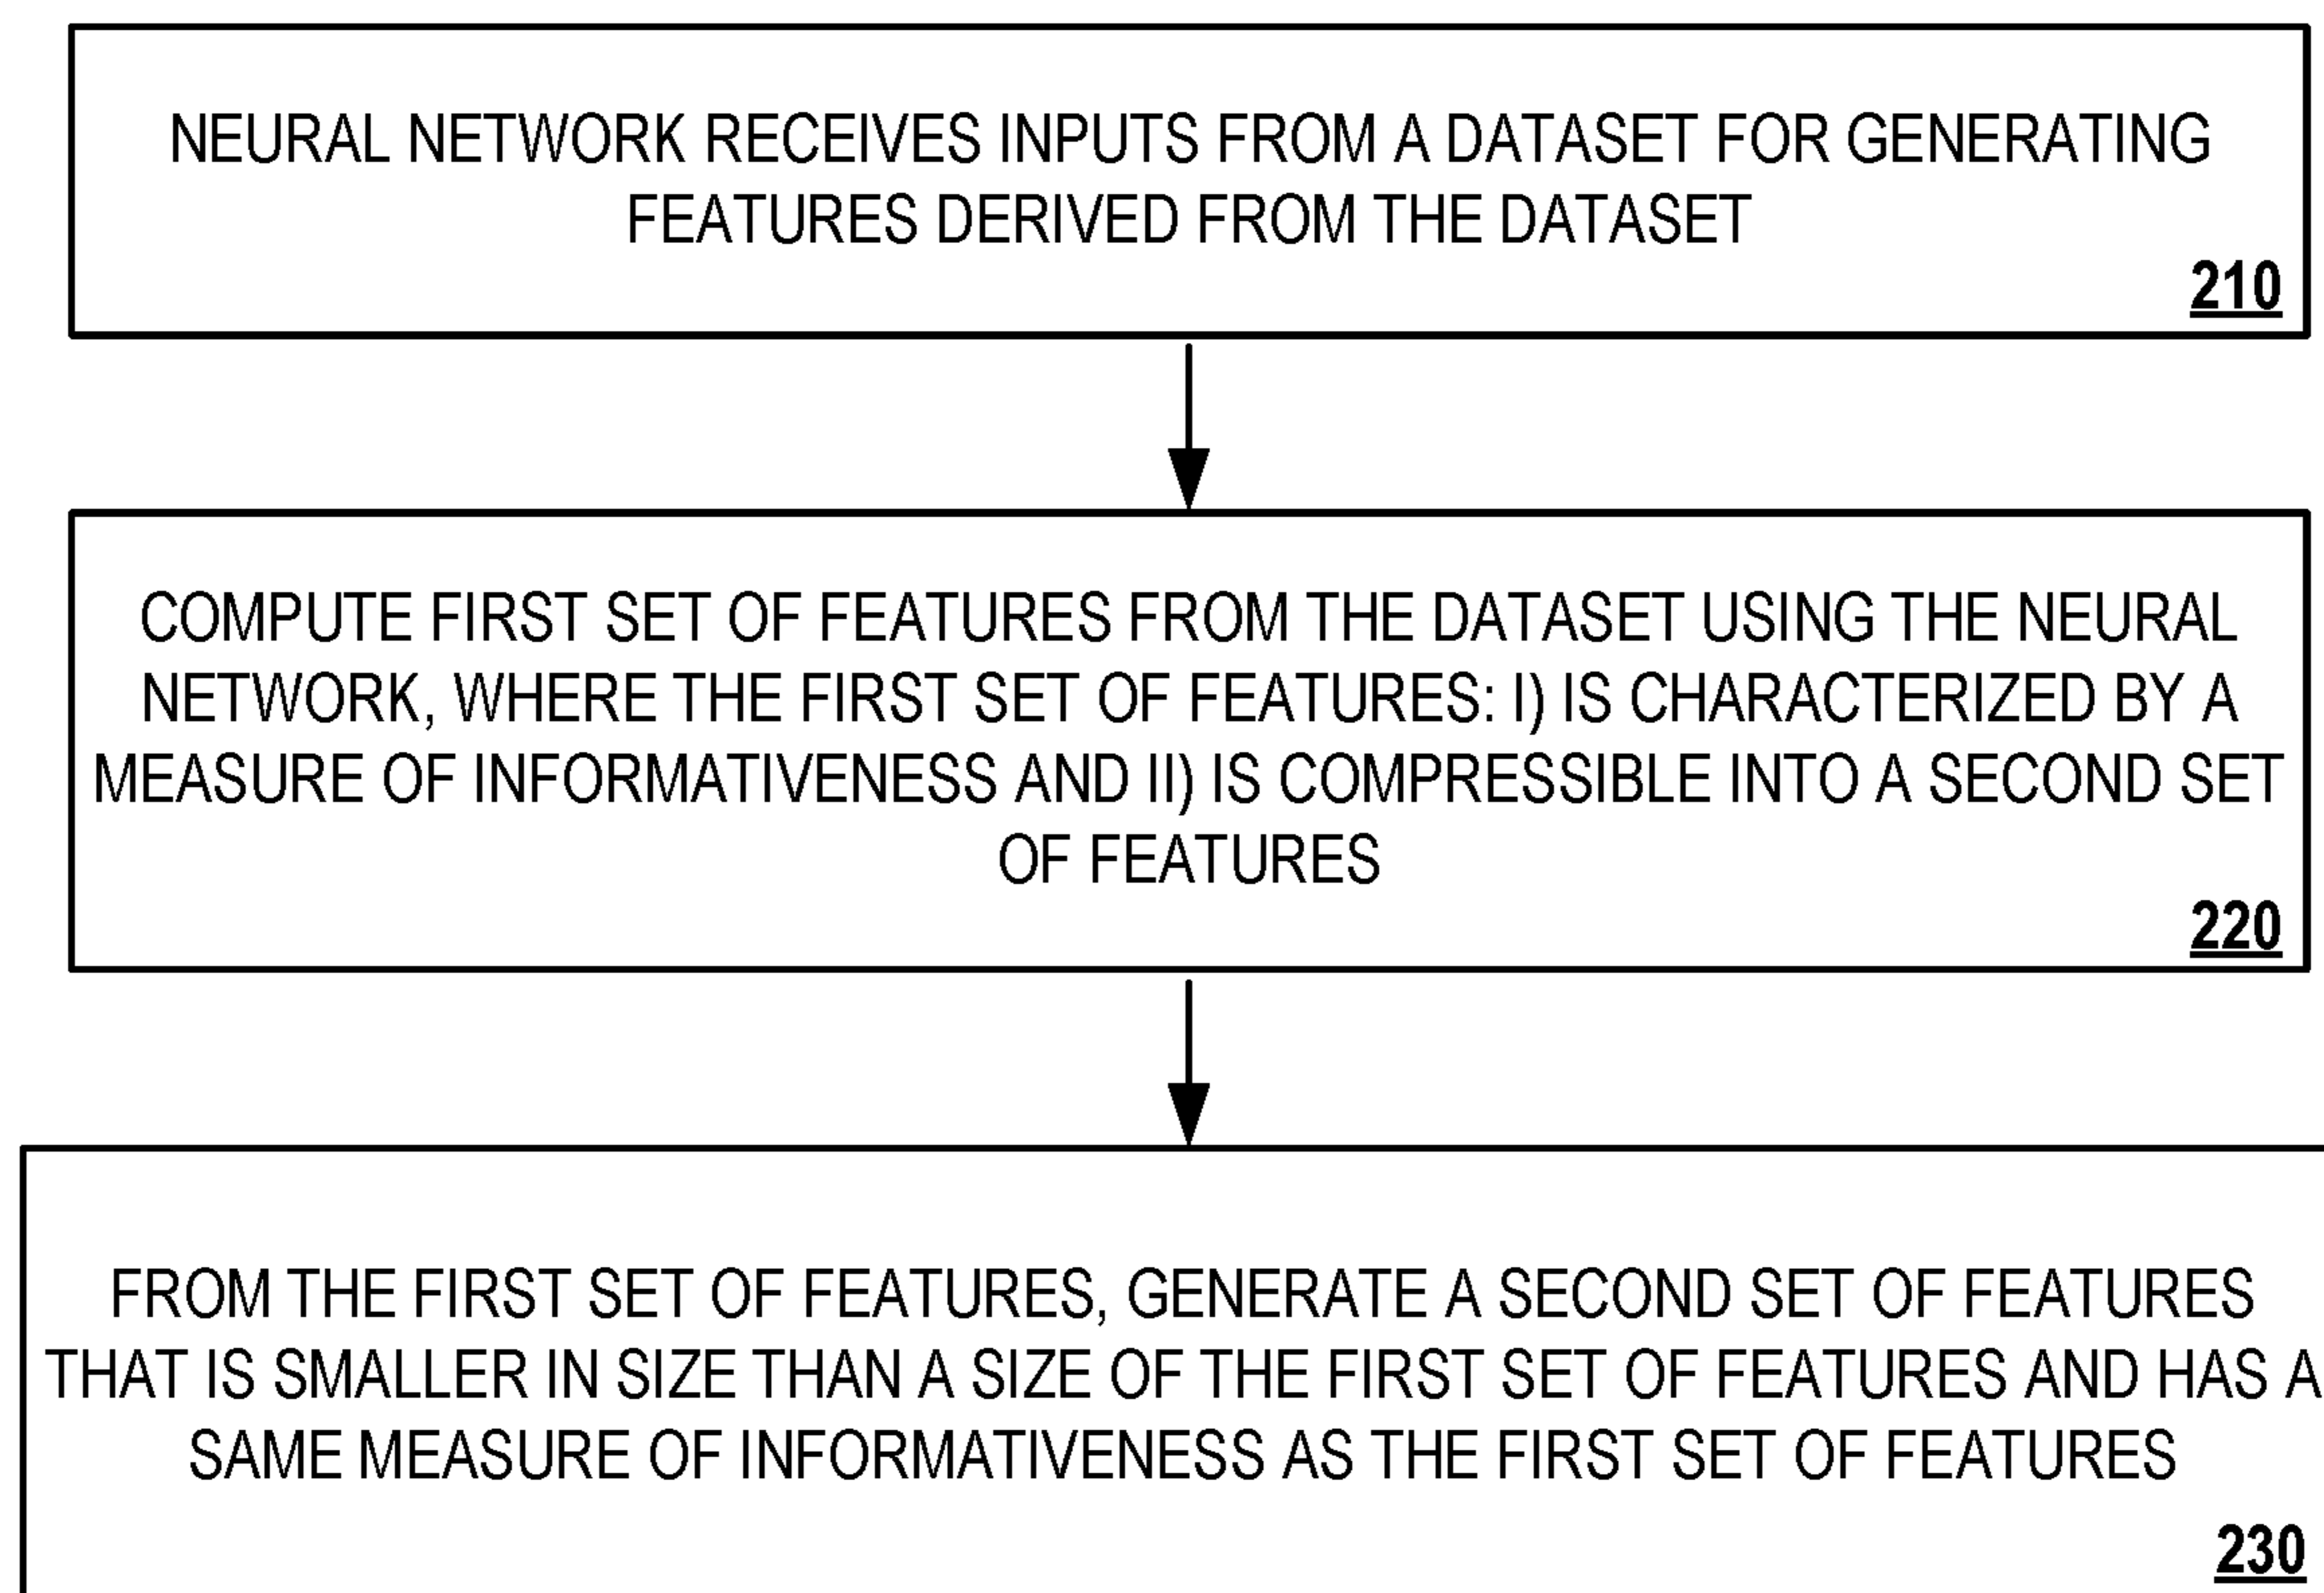 NEURAL NETWORK RECEIVES INPUTS FROM A DATASET FOR GENERATING
FEATURES DERIVED FROM THE DATASET
210
COMPUTE FIRST SET OF FEATURES FROM THE DATASET USING THE NEURAL
NETWORK, WHERE THE FIRST SET OF FEATURES: I) IS CHARACTERIZED BY A
MEASURE OF INFORMATIVENESS AND II) IS COMPRESSIBLE INTO A SECOND SET
OF FEATURES
220
FROM THE FIRST SET OF FEATURES, GENERATE A SECOND SET OF FEATURES
THAT IS SMALLER IN SIZE THAN A SIZE OF THE FIRST SET OF FEATURES AND HAS A
SAME MEASURE OF INFORMATIVENESS AS THE FIRST SET OF FEATURES
230